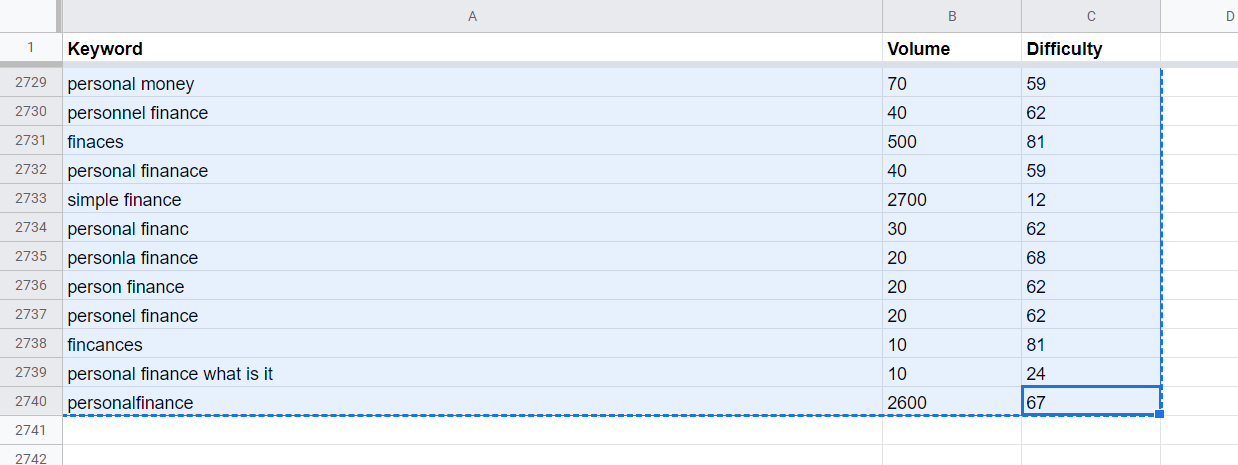 A B C D
1 Keyword Volume Difficulty
2729 personal money 70 59
2730 personnel finance 40 62
2731 finaces 500 81
2732 personal finanace 40 59
2733 simple finance 2700 12
2734 personal financ 30 62
2735 personla finance 20 68
2736 person finance 20 62
2737 personel finance 20 62
2738 fincances 10 81
2739 personal finance what is it 10 24
2740 personalfinance 2600 67
2741
2742